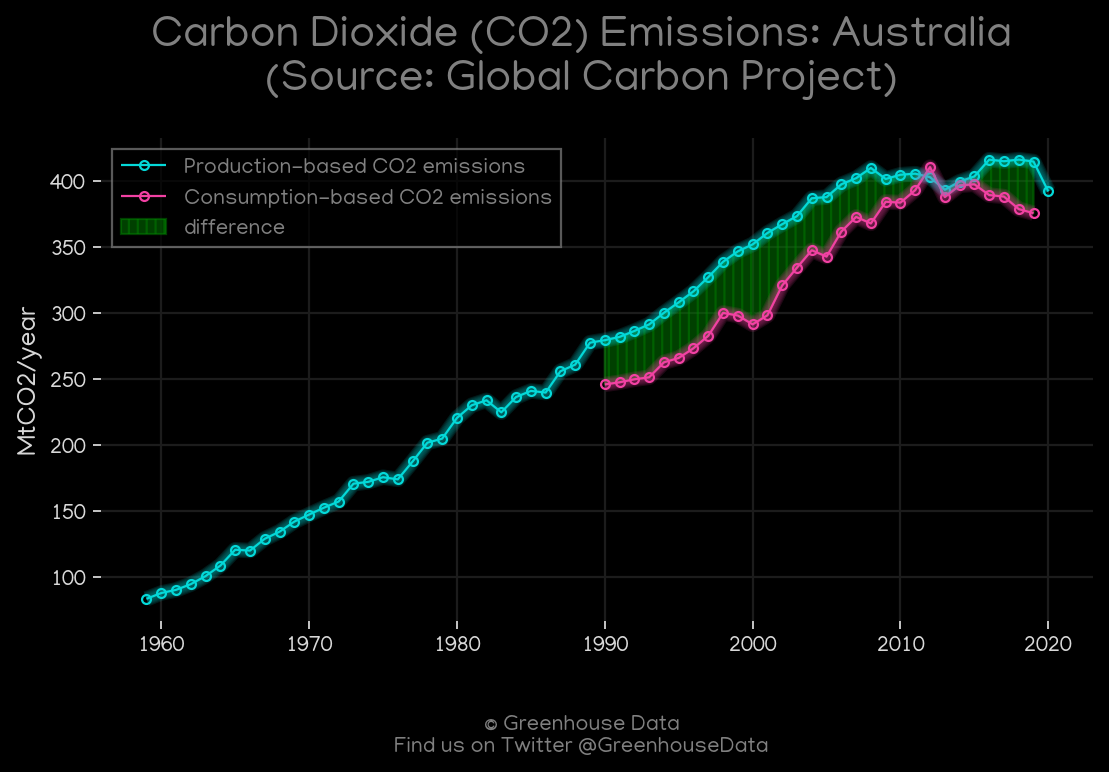 Carbon Dioxide (CO2) Emissions: Australia
(Source: Global Carbon Project)
Production-based CO2 emissions
Consumption-based CO2 emissions
difference
MtCO2/year
400
350
300
250
200
150
100
1960 1970 1980 1990 2000 2010 2020
© Greenhouse Data
Find us on Twitter @GreenhouseData